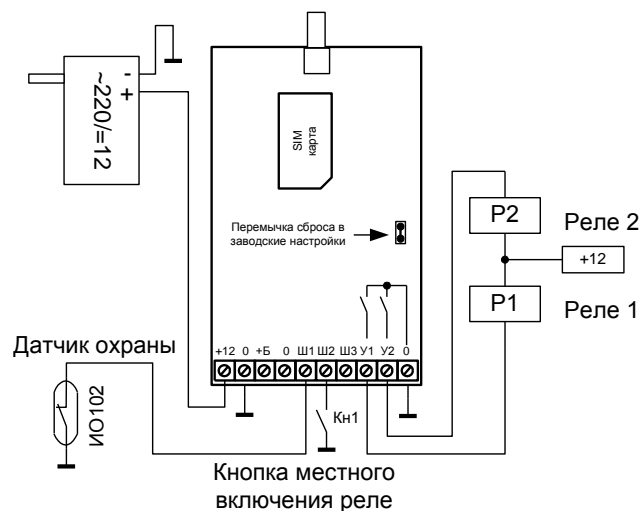 -
+
~220/=12
SIM
карта
Перемычка сброса в
заводские настройки
P2
Реле 2
+12
P1
Реле 1
Датчик охраны
+12 0 +Б 0 Ш1 Ш2 Ш3 У1 У2 0
ИО102
Кн1
Кнопка местного
включения реле